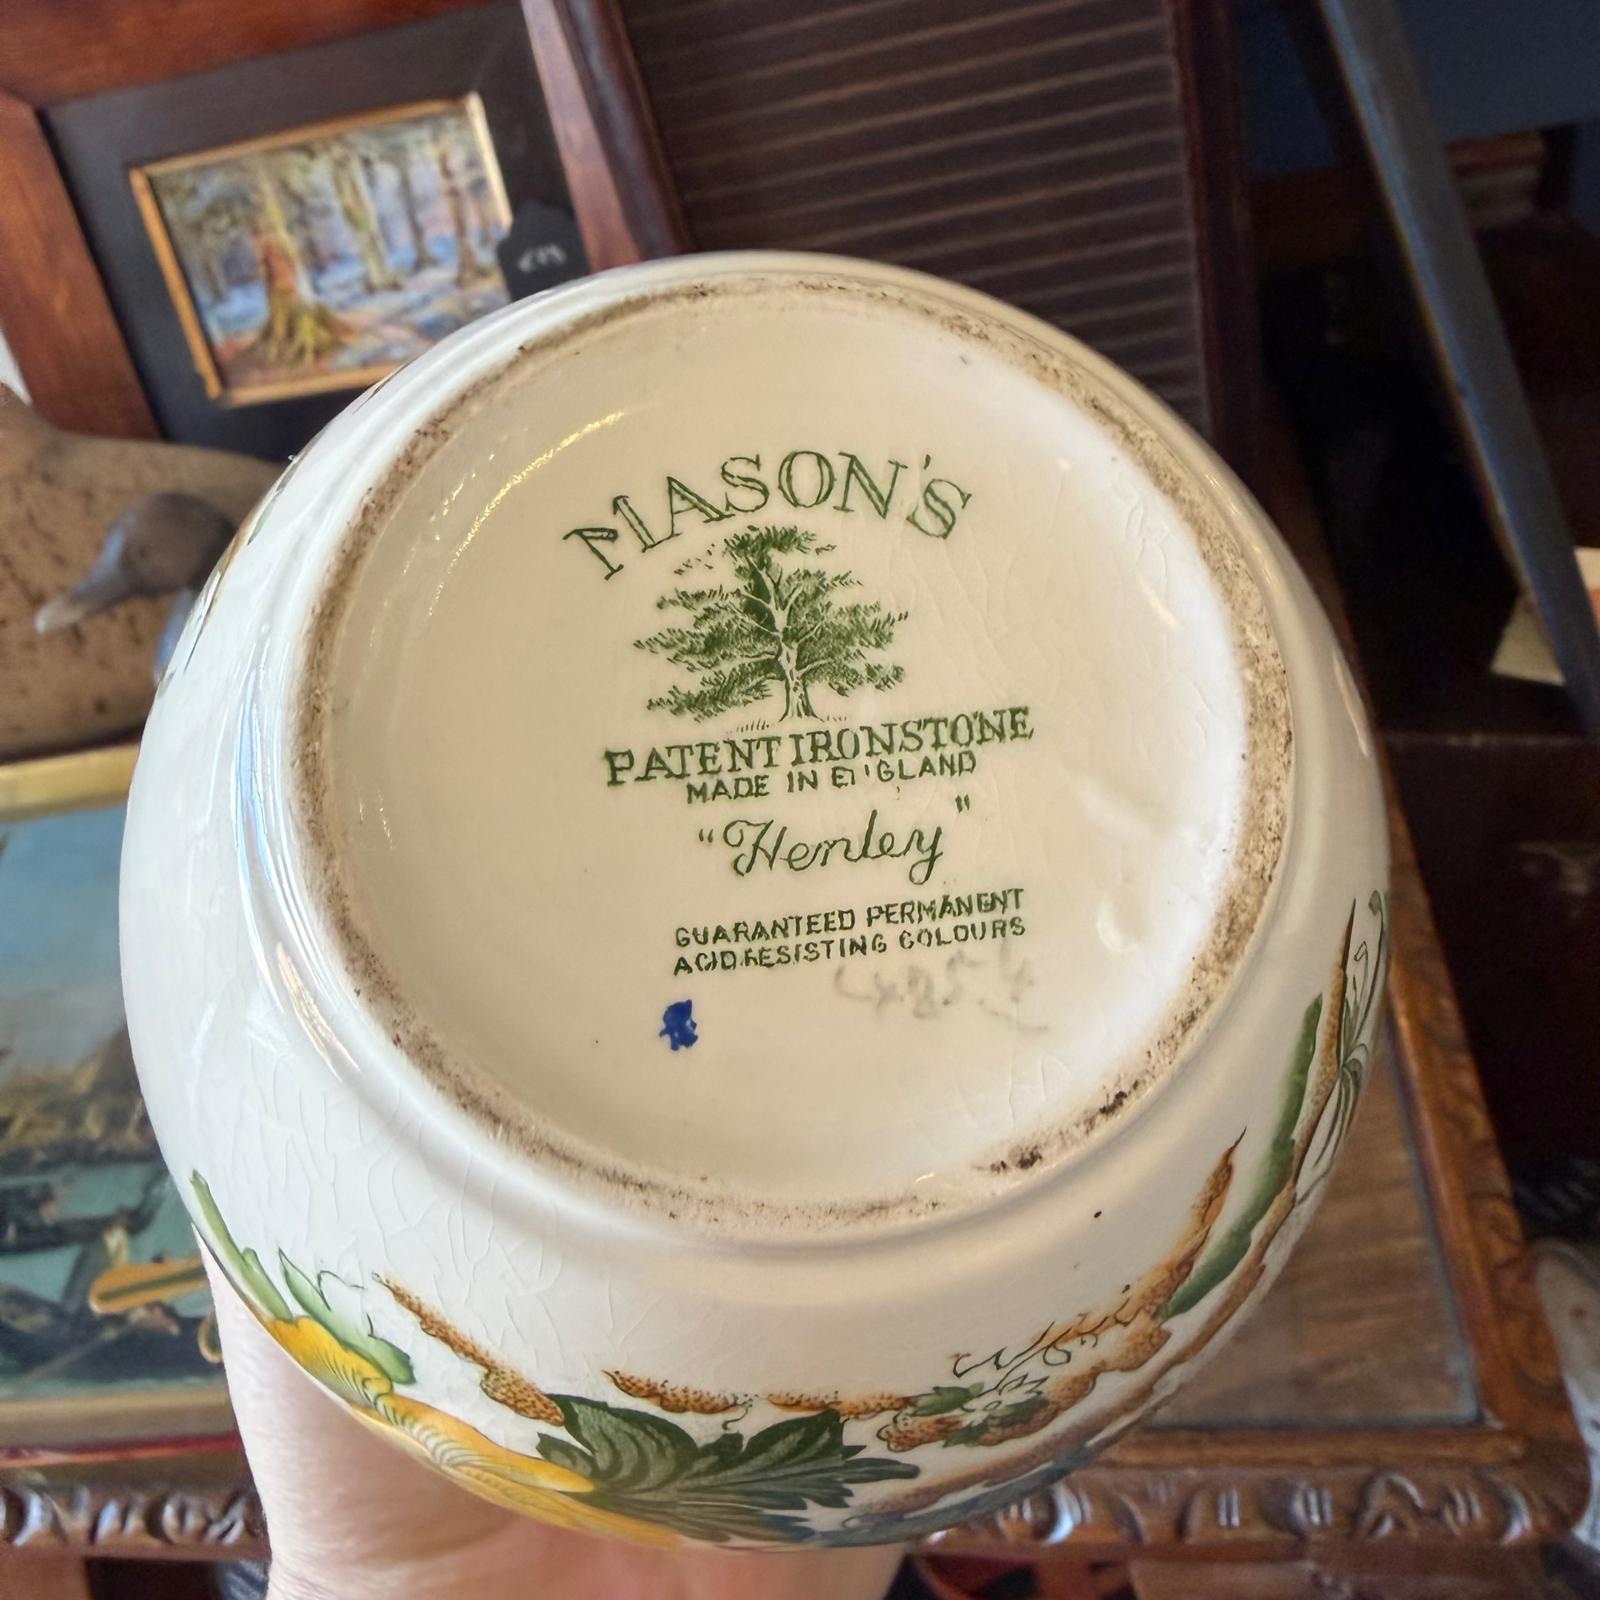 MASON'S
PATENT IRONSTONE
MADE IN ENGLAND
"Henley"
GUARANTEED PERMANENT
ACID RESISTING COLOURS